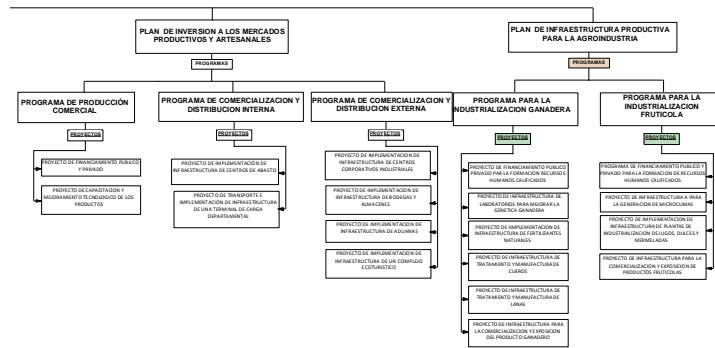 PLAN DE INVERSION A LOS MERCADOS
PRODUCTIVOS Y ARTESANALES
PROGRAMAS
PROGRAMA DE PRODUCCIÓN
COMERCIAL
PROYECTOS
PROYECTO DE FINANCIAMIENTO PUBLICO
Y PRIVADO
PROYECTO DE CAPACITACION Y
MEJORAMIENTO TECNOLOGICO DE LOS
PRODUCTOS
PROGRAMA DE COMERCIALIZACION Y
DISTRIBUCION INTERNA
PROYECTOS
PROYECTO DE IMPLEMENTACIÓN DE
INFRAESTRUCTURA DE CENTROS DE ABASTO
PROYECTO DE TRANSPORTE E
IMPLEMENTACION DE INFRAESTRUCTURA
DE UNA TERMINAL DE CARGA
DEPARTAMENTAL
PROGRAMA DE COMERCIALIZACION Y
DISTRIBUCION EXTERNA
PROYECTOS
PROYECTO DE IMPLEMENTACION DE
INFRAESTRUCTURA DE CENTROS
CORPORATIVOS INDUSTRIALES
PROYECTO DE IMPLEMENTACION DE
INFRAESTRUCTURA DE BODEGAS Y
ALMACENES
PROYECTO DE IMPLEMENTACION DE
INFRAESTRUCTURA DE ADUANAS
PROYECTO DE IMPLEMENTACION DE
INFRAESTRUCTURA DE UN COMPLEJO
ECOTURISTICO
PLAN DE INFRAESTRUCTURA PRODUCTIVA
PARA LA AGROINDUSTRIA
PROGRAMAS
PROGRAMA PARA LA
INDUSTRIALIZACION GANADERA
PROYECTOS
PROYECTO DE FINANCIAMIENTO PUBLICO
PRIVADO PAR LA FORMACION RECURSOS
HUMANOS CALIFICADOS
PROYECTO DE INFRAESTRUCTURA DE
LABORATORIOS PARA MEJORAR LA
GENETICA GANADERA
PROYECTO DE IMPLEMENTACION DE
INFRAESTRUCTURA DE FERTILIZANTES
NATURALES
PROYECTO DE INFRAESTRUCTURA DE
TRATAMIENTO Y MANUFACTURA DE
CUEROS
PROYECTO DE INFRAESTRUCTURA DE
TRATAMIENTO Y MANUFACTURA DE
LANAS
PROYECTO DE INFRAESTRUCTURA PARA
LA COMERCIALIZACION Y EXPOSICION
DEL PRODUCTO GANADERO
PROGRAMA PARA LA
INDUSTRIALIZACION
FRUTICOLA
PROYECTOS
PROGRAMA DE FINANCIAMIENTO PUBLICO Y
PRIVADO PARA LA FORMACION DE RECURSOS
HUMANOS CALIFICADOS
PROYECTO DE INFRAESTRUCTURA A PARA
LA GENERACION DE MICROCLIMAS
PROYECTO DE IMPLEMENTACION DE
INFRAESTRUCTURA DE PLANTAS DE
INDUSTRIALIZACION DE JUGOS, DULCES Y
MERMELADAS
PROYECTO DE INFRAESTRUCTURA PARA LA
COMERCIALIZACION Y EXPOSICION DE
PRODUCTOS FRUTICOLAS